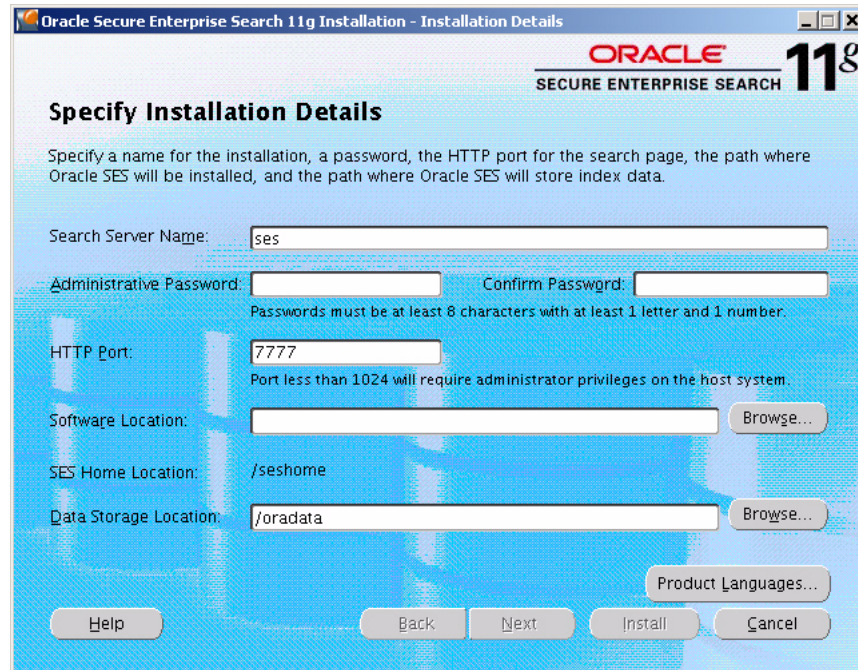 Oracle Secure Enterprise Search 11g Installation - Installation Details
ORACLE
SECURE ENTERPRISE SEARCH 11g
Specify Installation Details
Specify a name for the installation, a password, the HTTP port for the search page, the path where
Oracle SES will be installed, and the path where Oracle SES will store index data.
Search Server Name: ses
Administrative Password: Confirm Password:
Passwords must be at least 8 characters with at least 1 letter and 1 number.
HTTP Port: 7777
Port less than 1024 will require administrator privileges on the host system.
Software Location: Browse...
SES Home Location: /seshome
Data Storage Location: /oradata Browse...
Product Languages...
Help Back Next Install Cancel